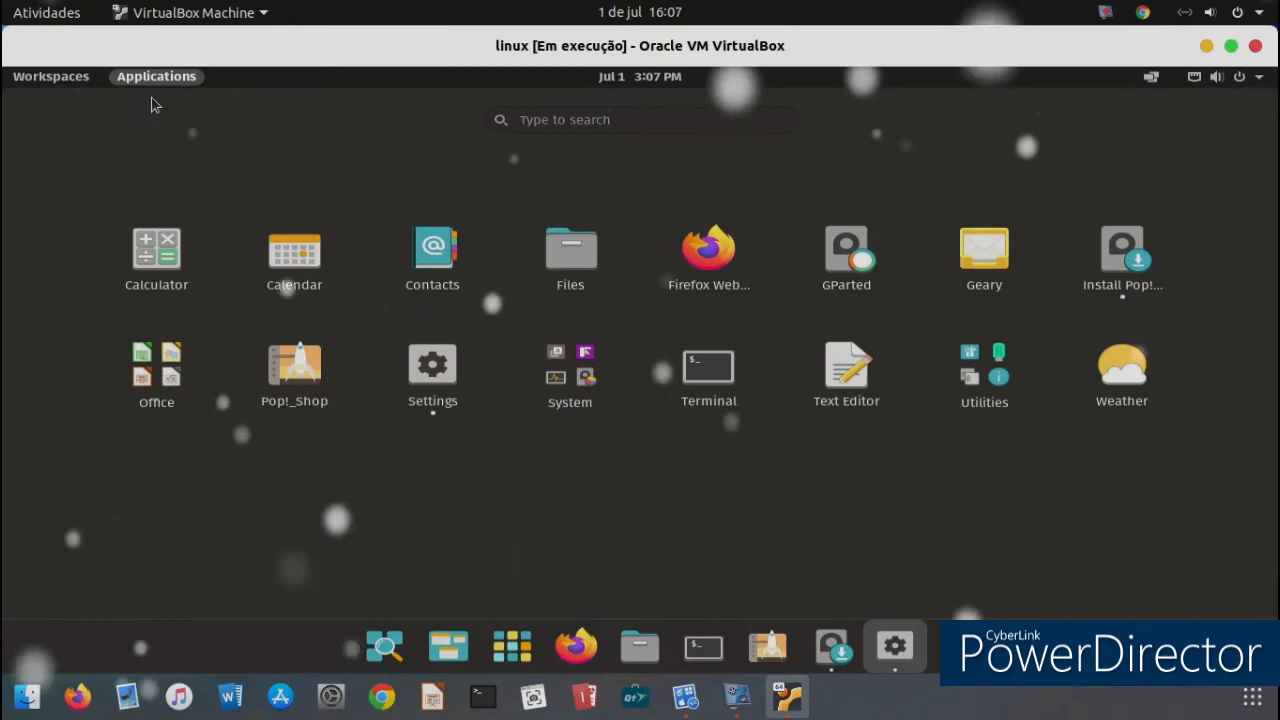 Atividades
VirtualBox Machine
1 de jul 16:07
linux [Em execução] - Oracle VM VirtualBox
Workspaces
Applications
Jul 1 3:07 PM
Type to search
Calculator
Calendar
Contacts
Files
Firefox Web...
GParted
Geary
Install Pop!...
Office
Pop!_Shop
Settings
System
Terminal
Text Editor
Utilities
Weather
CyberLink
PowerDirector